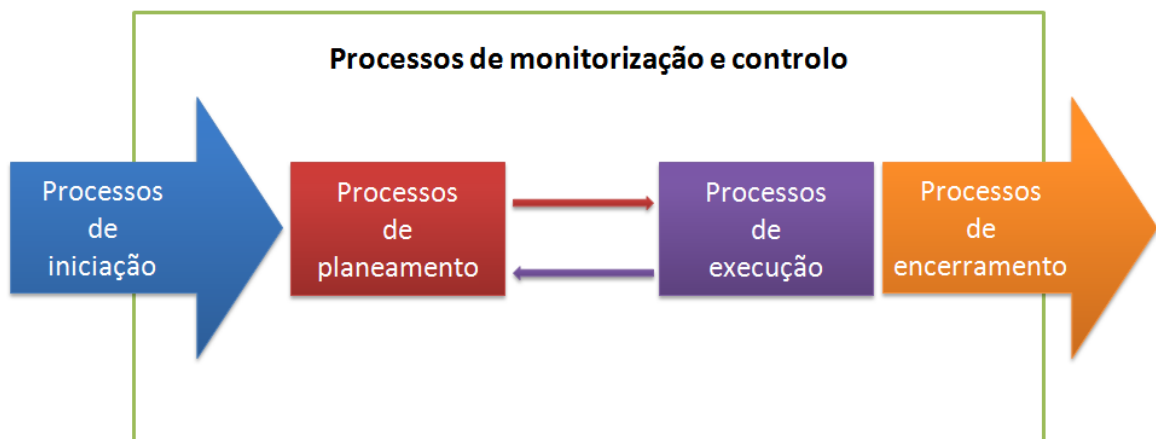 Processos de monitorização e controlo
Processos
de
iniciação
Processos
de
planeamento
Processos
de
execução
Processos
de
encerramento